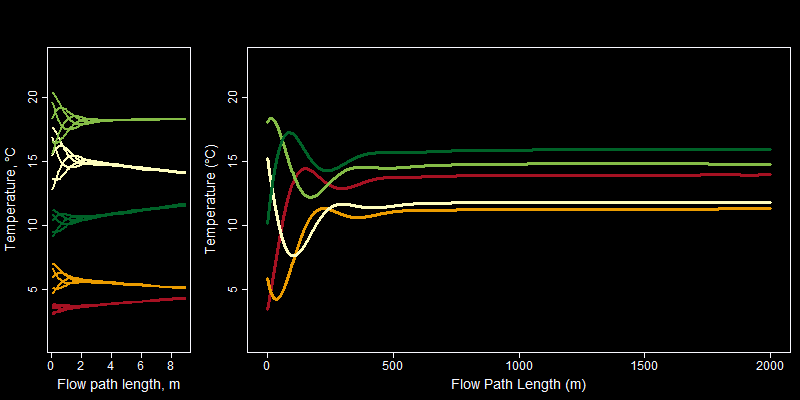 Temperature, °C
20
15
10
5
0 2 4 6 8
Flow path length, m
Temperature (°C)
20
15
10
5
0 500 1000 1500 2000
Flow Path Length (m)